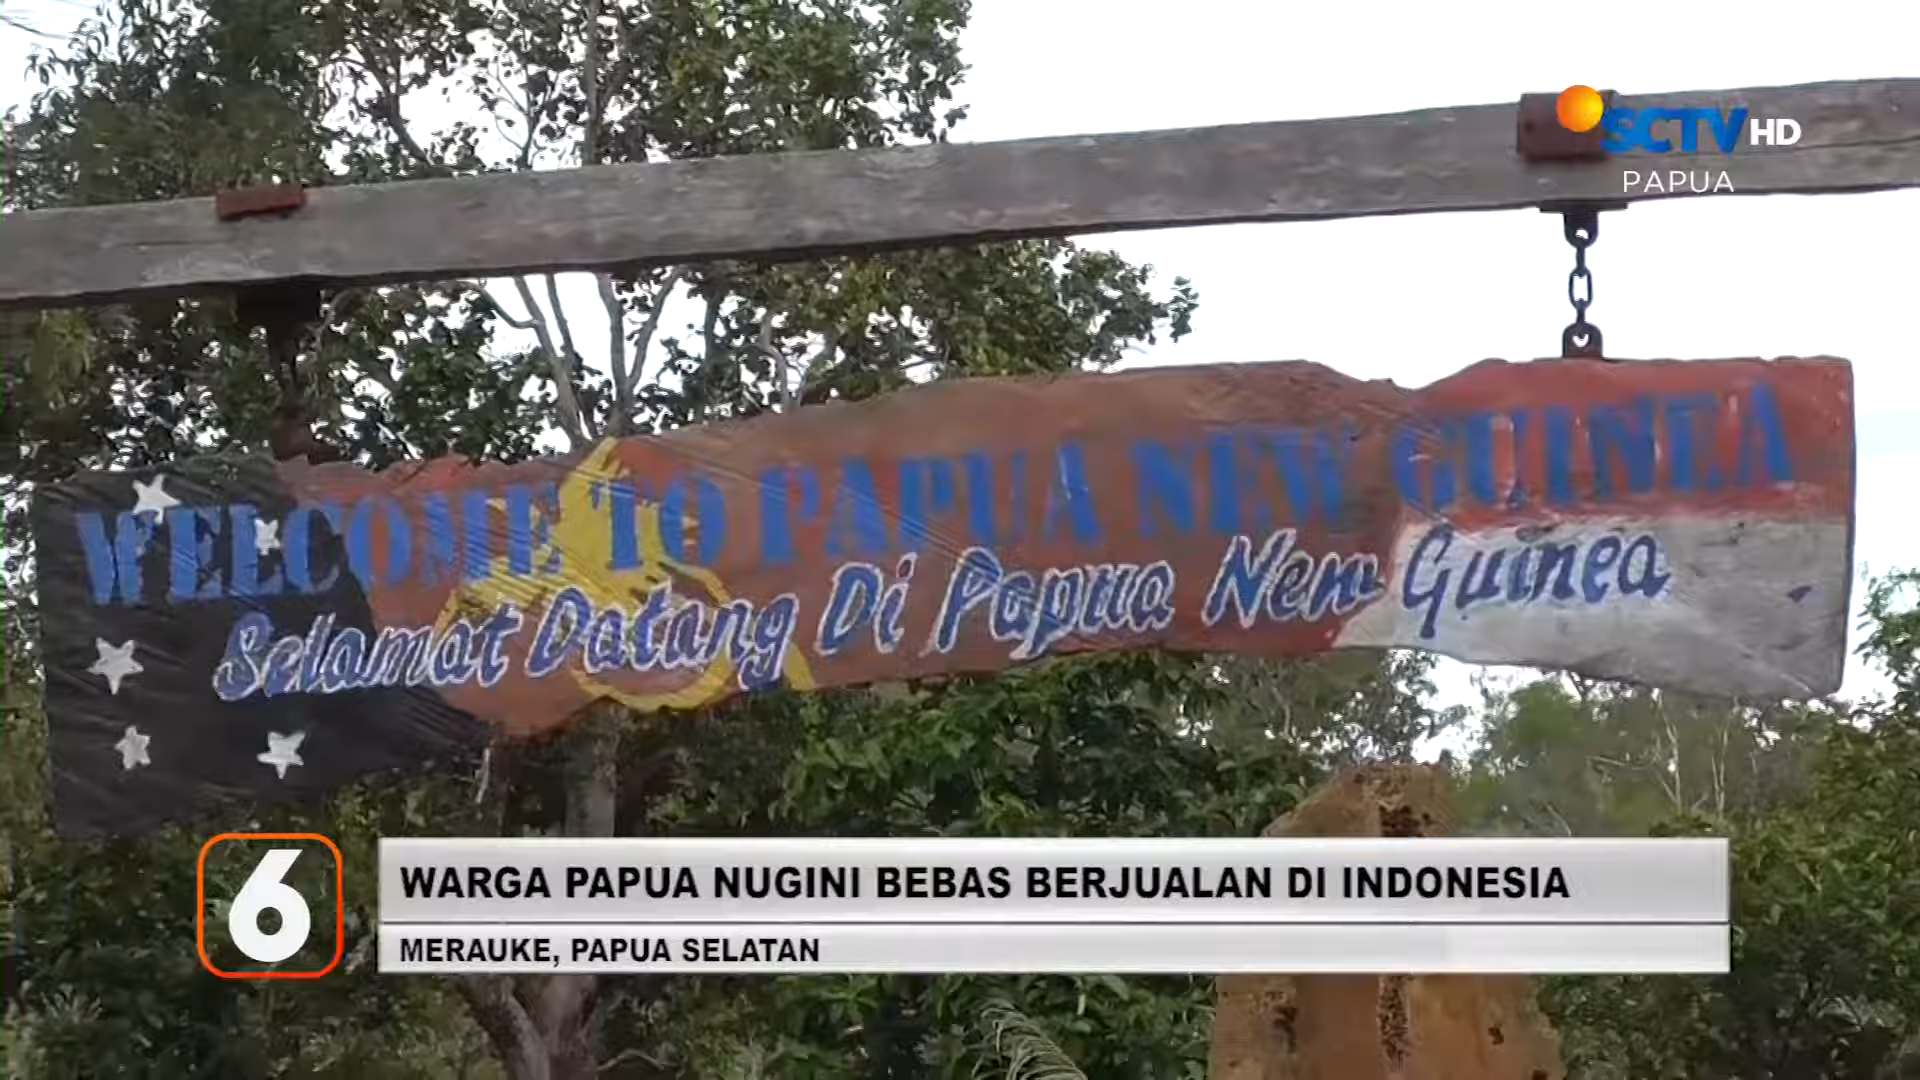 SCTV HD
PAPUA
WELCOME TO PAPUA NEW GUINEA
Selamat Datang Di Papua New Guinea
6
WARGA PAPUA NUGINI BEBAS BERJUALAN DI INDONESIA
MERAUKE, PAPUA SELATAN